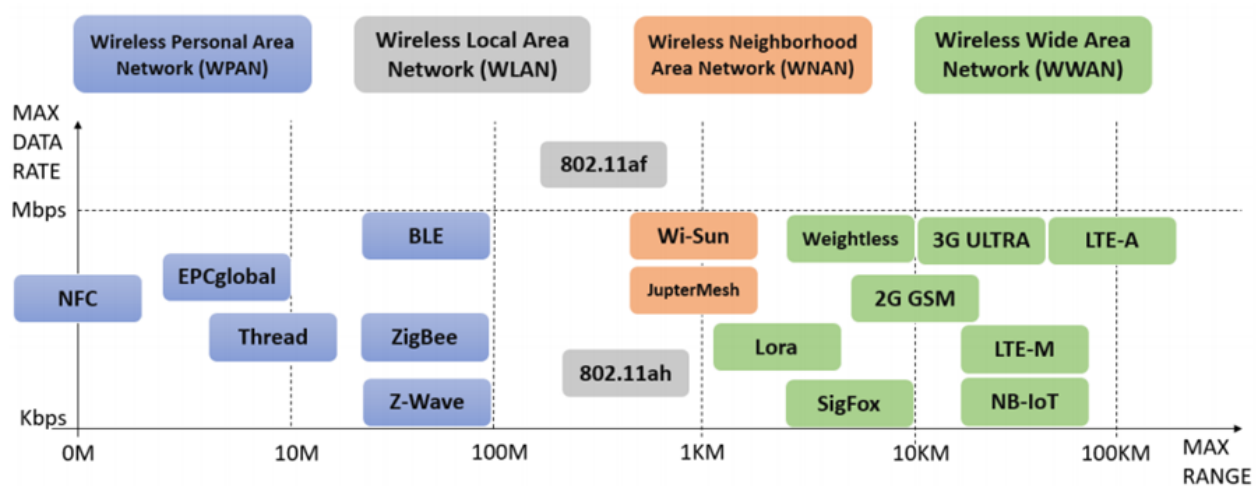 Wireless Personal Area
Network (WPAN)
Wireless Local Area
Network (WLAN)
Wireless Neighborhood
Area Network (WNAN)
Wireless Wide Area
Network (WWAN)
MAX
DATA
RATE
802.11af
Mbps
BLE
Wi-Sun
Weightless
3G ULTRA
LTE-A
EPCglobal
NFC
JupterMesh
2G GSM
Thread
ZigBee
Lora
LTE-M
802.11ah
Z-Wave
SigFox
NB-IoT
Kbps
0M
10M
100M
1KM
10KM
100KM
MAX
RANGE